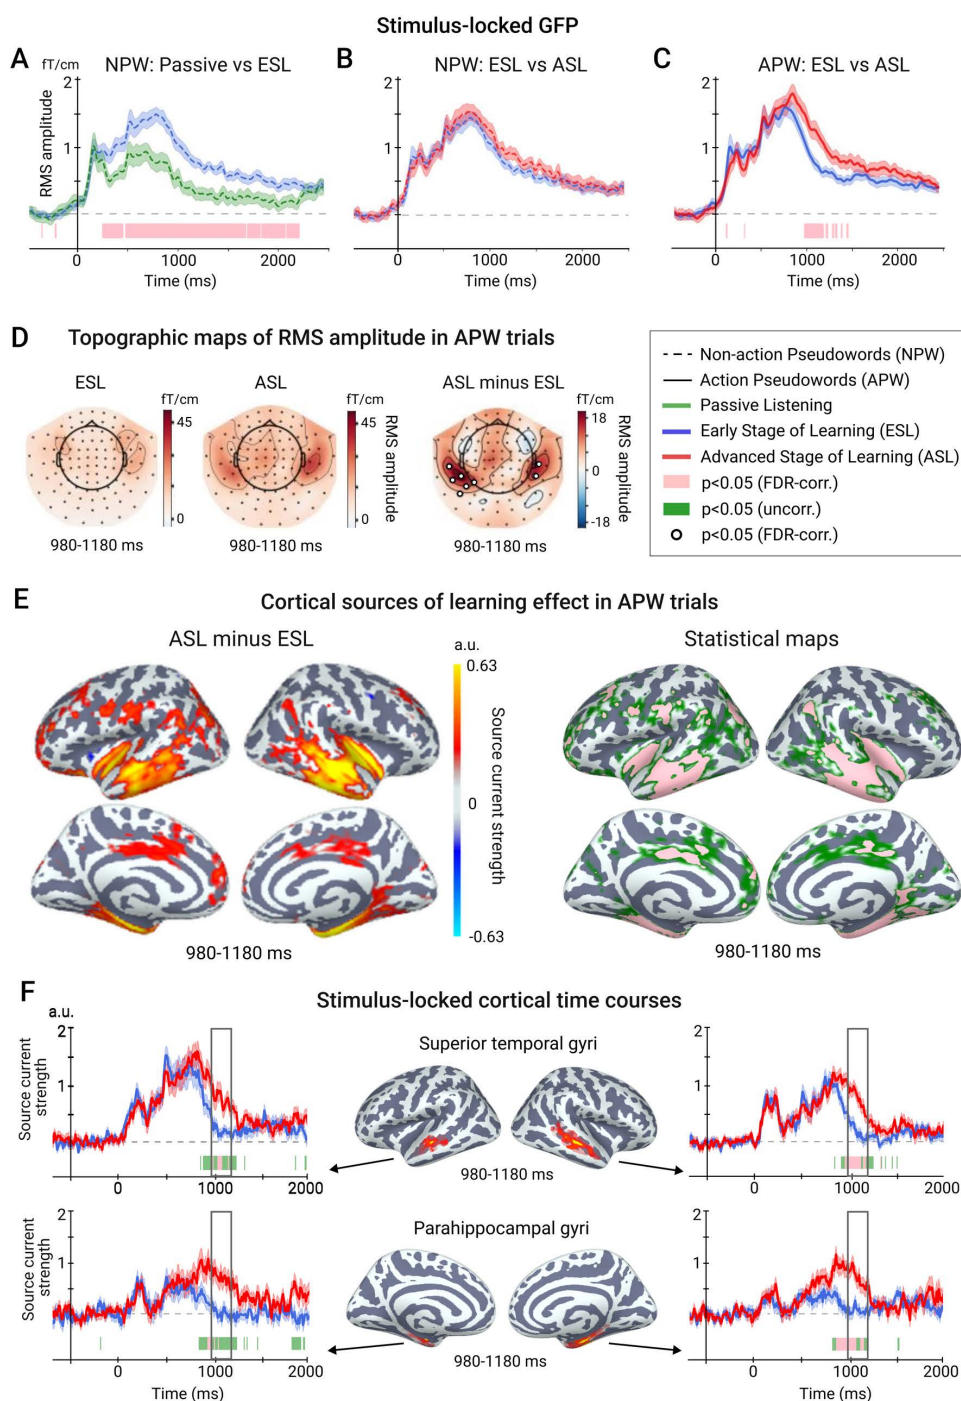 Stimulus-locked GFP
A fT/cm NPW: Passive vs ESL
B NPW: ESL vs ASL
C APW: ESL vs ASL
RMS amplitude
2
1
0 1000 2000
Time (ms)
2
1
0 1000 2000
Time (ms)
2
1
0 1000 2000
Time (ms)
D Topographic maps of RMS amplitude in APW trials
ESL
fT/cm
45
0
980-1180 ms
ASL
fT/cm
45
0
RMS amplitude
980-1180 ms
ASL minus ESL
fT/cm
18
0
-18
RMS amplitude
980-1180 ms
Non-action Pseudowords (NPW)
Action Pseudowords (APW)
Passive Listening
Early Stage of Learning (ESL)
Advanced Stage of Learning (ASL)
p<0.05 (FDR-corr.)
p<0.05 (uncorr.)
p<0.05 (FDR-corr.)
E Cortical sources of learning effect in APW trials
ASL minus ESL
a.u.
0.63
0
-0.63
Source current strength
980-1180 ms
Statistical maps
980-1180 ms
F Stimulus-locked cortical time courses
a.u.
Source current
strength
2
1
0 1000 2000
Superior temporal gyri
980-1180 ms
2
1
0 1000 2000
Source current
strength
2
1
0 1000 2000
Time (ms)
Parahippocampal gyri
980-1180 ms
2
1
0 1000 2000
Time (ms)